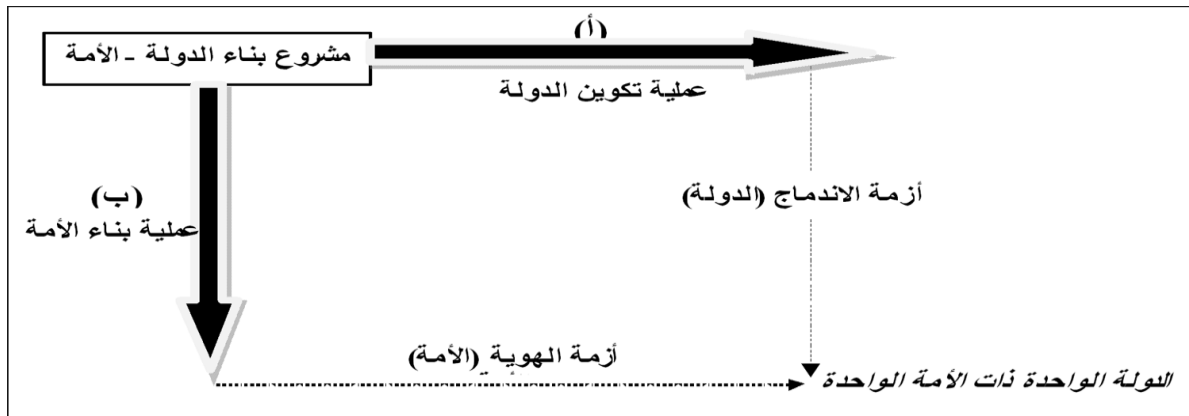 (أ)
مشروع بناء الدولة - الأمة
عملية تكوين الدولة
(ب)
عملية بناء الأمة
أزمة الاندماج (الدولة)
أزمة الهوية (الأمة)
الدولة الواحدة ذات الأمة الواحدة